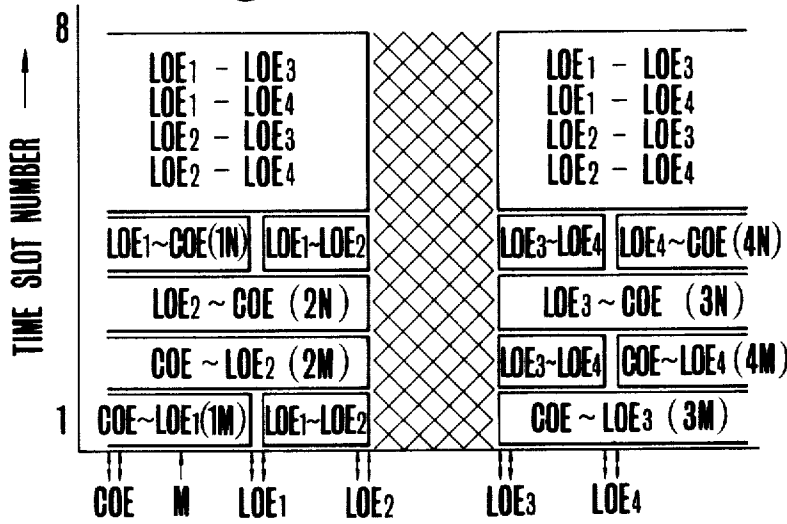 8
LOE1 – LOE3
LOE1 – LOE4
LOE2 – LOE3
LOE2 – LOE4
LOE1 – LOE3
LOE1 – LOE4
LOE2 – LOE3
LOE2 – LOE4
TIME SLOT NUMBER
LOE1~COE(1N) LOE1~LOE2 LOE3~LOE4 LOE4~COE (4N)
LOE2 ~ COE (2N) LOE3 ~ COE (3N)
COE ~ LOE2 (2M) LOE3~LOE4 COE~LOE4 (4M)
1 COE~LOE1(1M) LOE1~LOE2 COE ~ LOE3 (3M)
COE M LOE1 LOE2 LOE3 LOE4